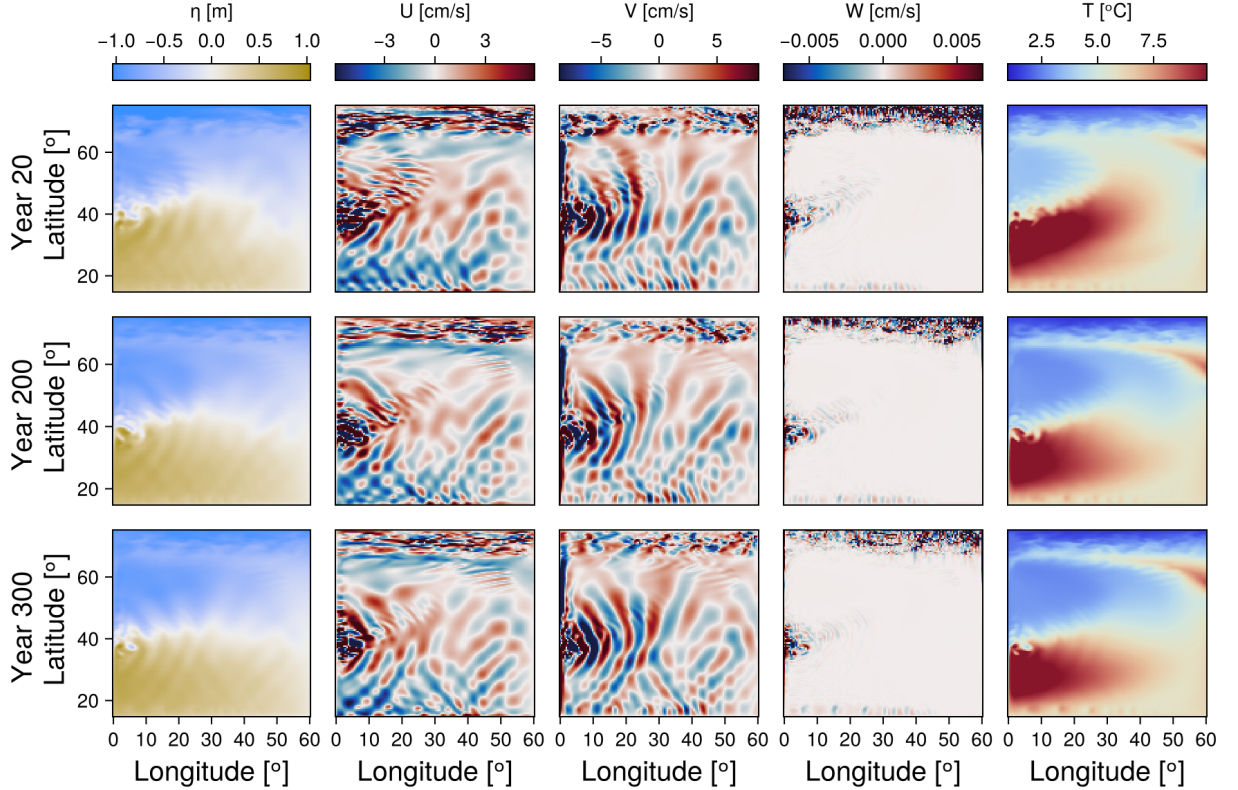 η [m] U [cm/s] V [cm/s] W [cm/s] T [°C]
−1.0 −0.5 0.0 0.5 1.0 −3 0 3 −5 0 5 −0.005 0.000 0.005 2.5 5.0 7.5
Year 20
Latitude [°]
60
40
20
Year 200
Latitude [°]
60
40
20
Year 300
Latitude [°]
60
40
20
0 10 20 30 40 50 60 0 10 20 30 40 50 60 0 10 20 30 40 50 60 0 10 20 30 40 50 60 0 10 20 30 40 50 60
Longitude [°] Longitude [°] Longitude [°] Longitude [°] Longitude [°]